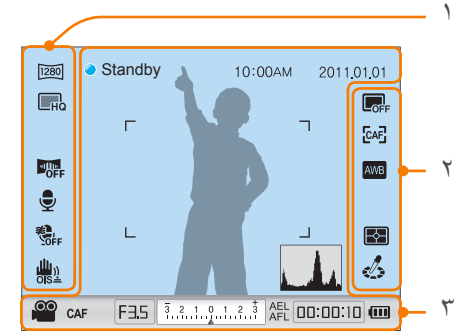 ١
1280
Standby 10:00AM 2011.01.01
HQ
OFF
CAF
OFF
AWB
٢
OFF
OIS
CAF F3.5 3 2 1 0 1 2 3 AEL
AFL 00:00:10
٣